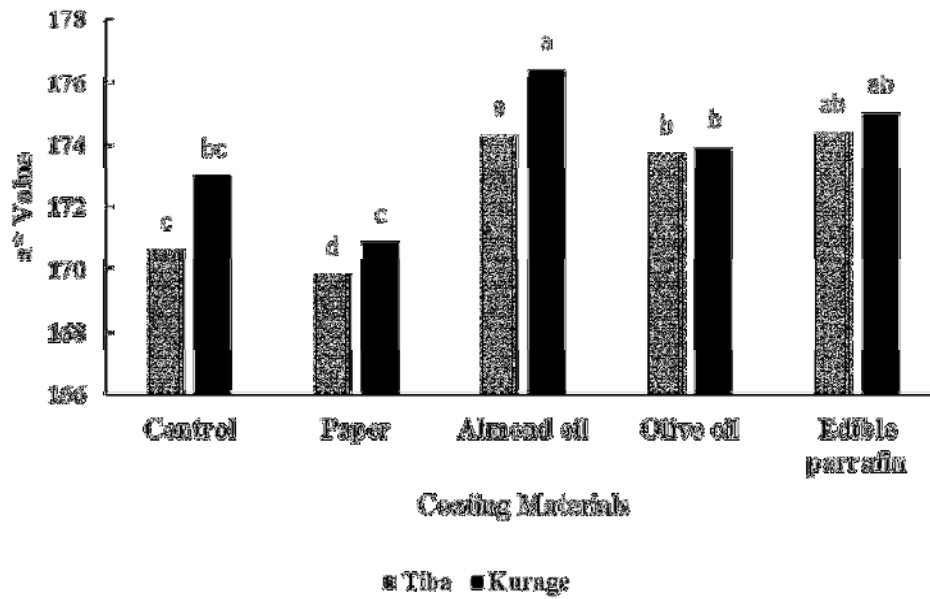 178
176
174
172
170
168
166
a* Value
c
bc
d
c
a
a
b
b
ab
ab
Control
Paper
Almond oil
Olive oil
Edible
parrafin
Coating Materials
Tiba
Kurage